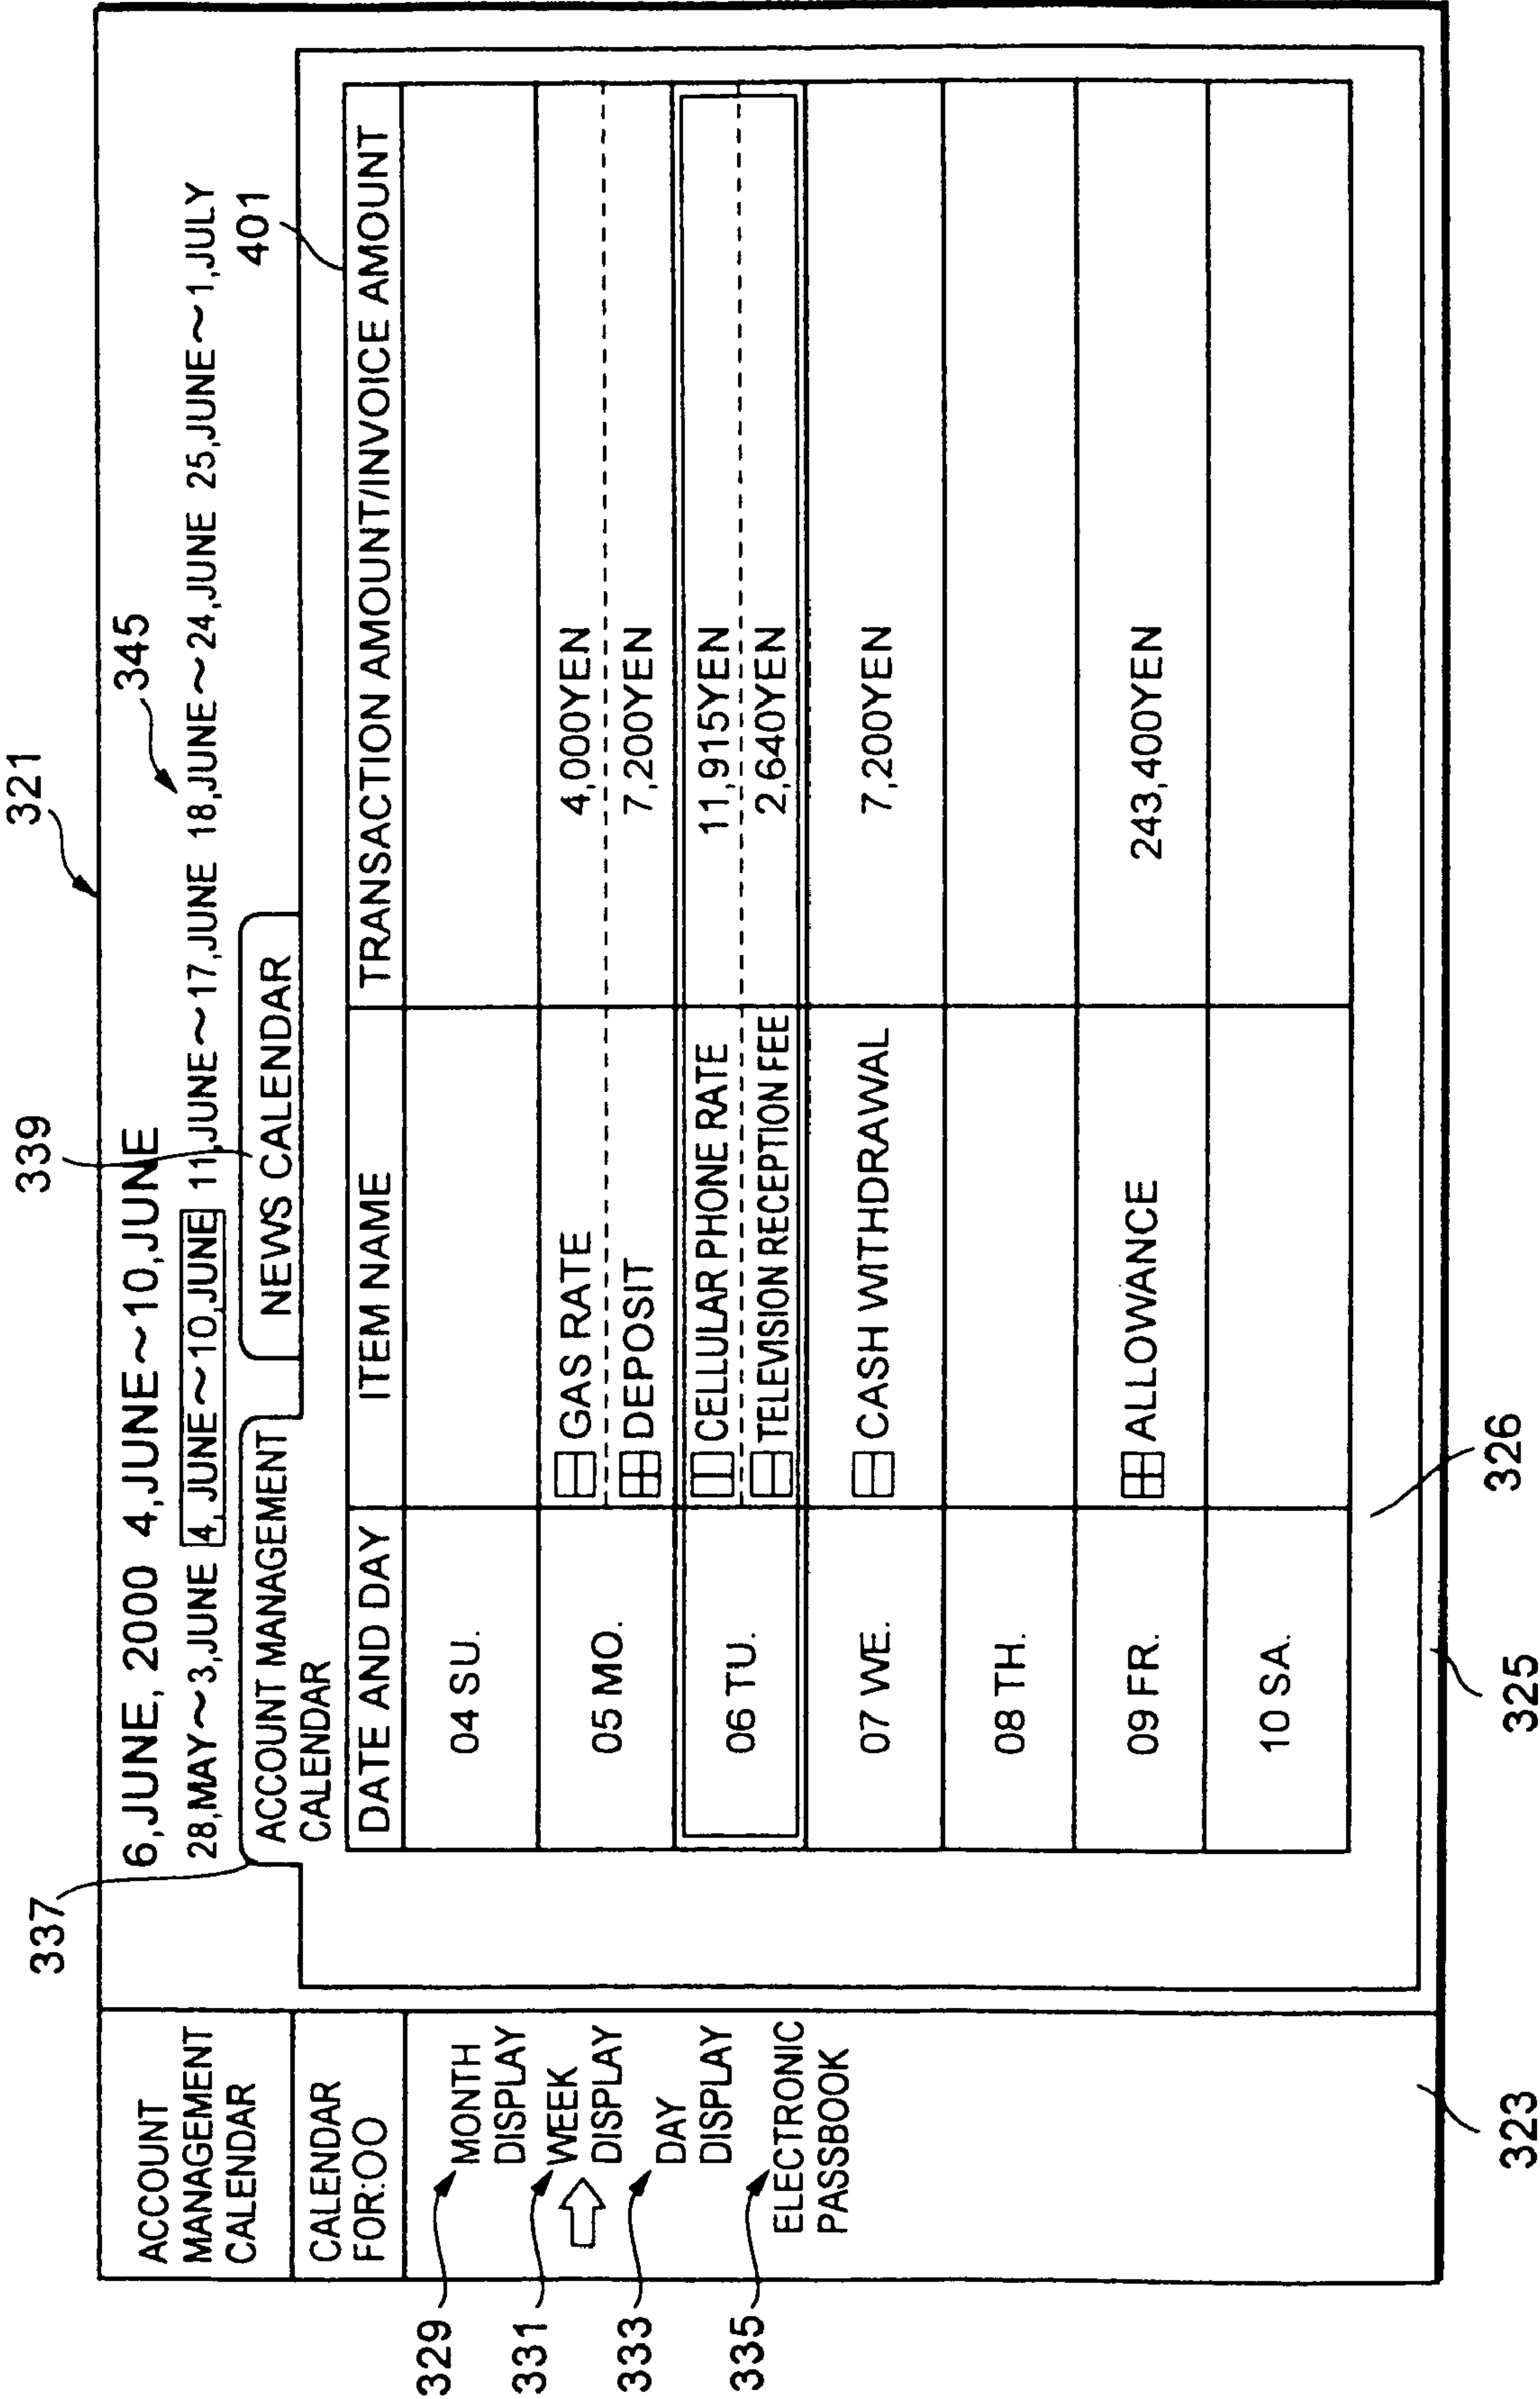 321
339
345
337
401
6,JUNE, 2000 4,JUNE~10,JUNE
28,MAY~3,JUNE 4, JUNE~10,JUNE 11,JUNE~17,JUNE 18,JUNE~24,JUNE 25,JUNE~1,JULY
ACCOUNT
MANAGEMENT
CALENDAR
CALENDAR
FOR:OO
329
MONTH
DISPLAY
331
WEEK
DISPLAY
333
DAY
DISPLAY
335
ELECTRONIC
PASSBOOK
ACCOUNT MANAGEMENT
CALENDAR
NEWS CALENDAR
DATE AND DAY ITEM NAME TRANSACTION AMOUNT/INVOICE AMOUNT
04 SU.
05 MO. GAS RATE 4,000YEN
DEPOSIT 7,200YEN
06 TU. CELLULAR PHONE RATE 11,915YEN
TELEVISION RECEPTION FEE 2,640YEN
07 WE. CASH WITHDRAWAL 7,200YEN
08 TH.
09 FR. ALLOWANCE 243,400YEN
10 SA.
323
325
326